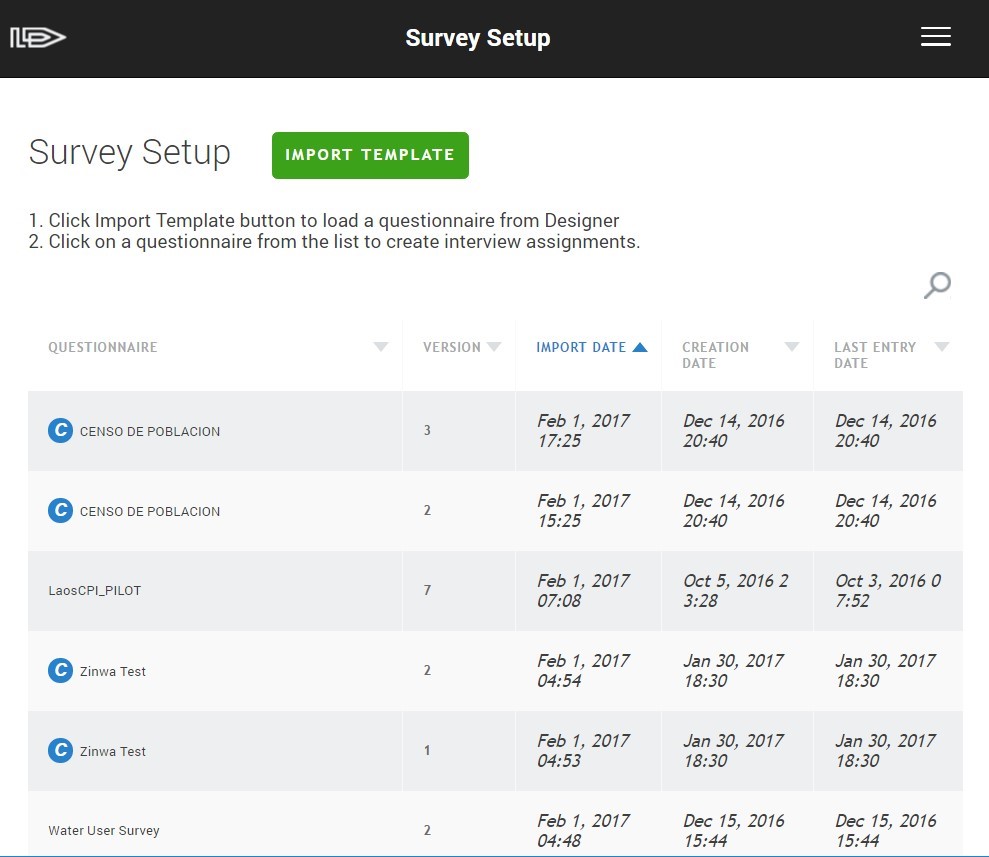 Survey Setup
Survey Setup
IMPORT TEMPLATE
1. Click Import Template button to load a questionnaire from Designer
2. Click on a questionnaire from the list to create interview assignments.
QUESTIONNAIRE VERSION IMPORT DATE CREATION DATE LAST ENTRY DATE
C CENSO DE POBLACION 3 Feb 1, 2017 17:25 Dec 14, 2016 20:40 Dec 14, 2016 20:40
C CENSO DE POBLACION 2 Feb 1, 2017 15:25 Dec 14, 2016 20:40 Dec 14, 2016 20:40
LaosCPI_PILOT 7 Feb 1, 2017 07:08 Oct 5, 2016 23:28 Oct 3, 2016 07:52
C Zinwa Test 2 Feb 1, 2017 04:54 Jan 30, 2017 18:30 Jan 30, 2017 18:30
C Zinwa Test 1 Feb 1, 2017 04:53 Jan 30, 2017 18:30 Jan 30, 2017 18:30
Water User Survey 2 Feb 1, 2017 04:48 Dec 15, 2016 15:44 Dec 15, 2016 15:44